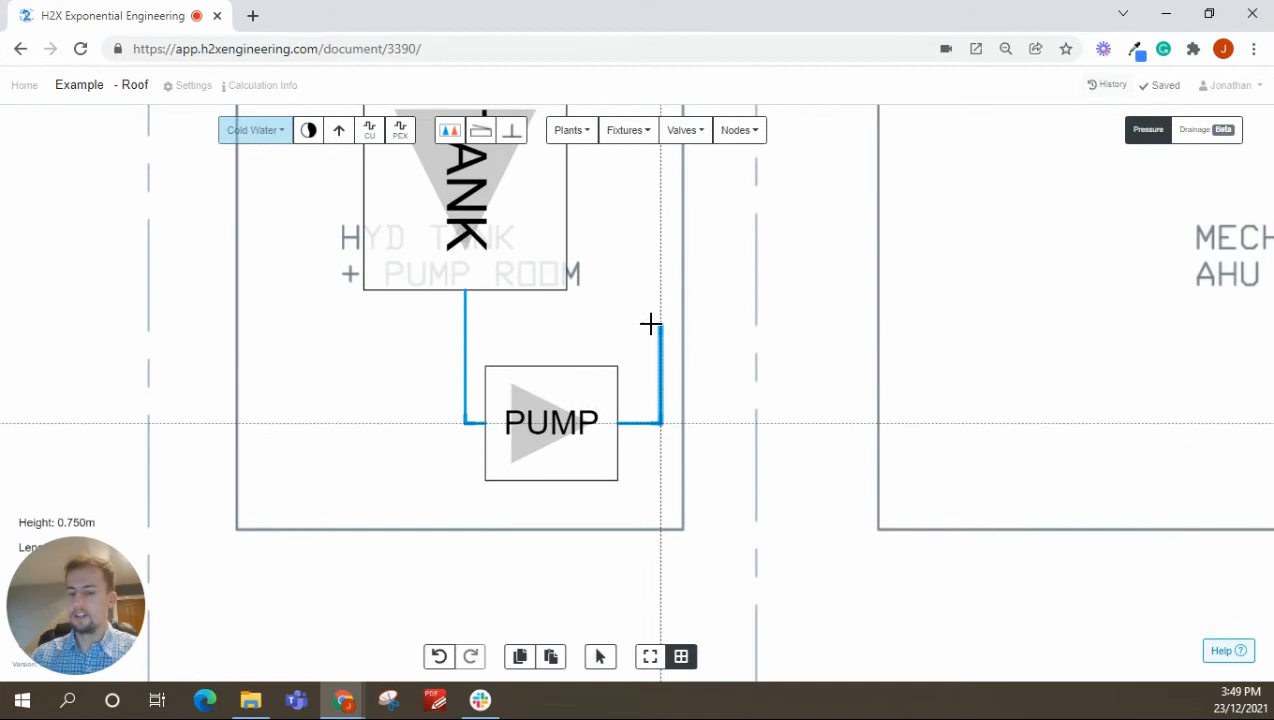 H2X Exponential Engineering
https://app.h2xengineering.com/document/3390/
J
Home Example - Roof Settings Calculation Info History Saved Jonathan
Cold Water CU PEX Plants Fixtures Valves Nodes Pressure Drainage Beta
TANK
HYD TANK
+ PUMP ROOM
MECH
AHU
PUMP
Height: 0.750m
Version:
Help
3:49 PM
23/12/2021